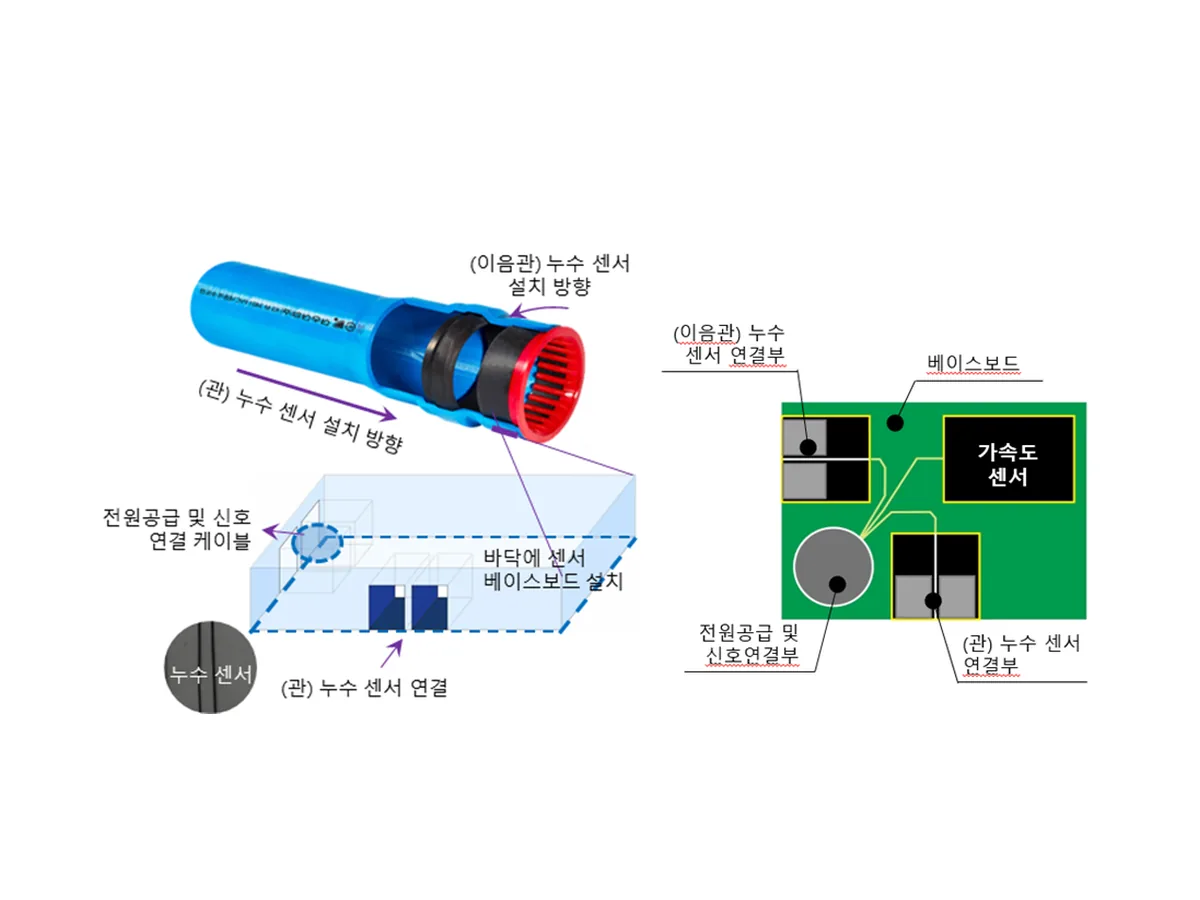 (이음관) 누수 센서
설치 방향
(관) 누수 센서 설치 방향
전원공급 및 신호
연결 케이블
바닥에 센서
베이스보드 설치
누수 센서
(관) 누수 센서 연결
(이음관) 누수
센서 연결부
베이스보드
가속도
센서
전원공급 및
신호연결부
(관) 누수 센서
연결부